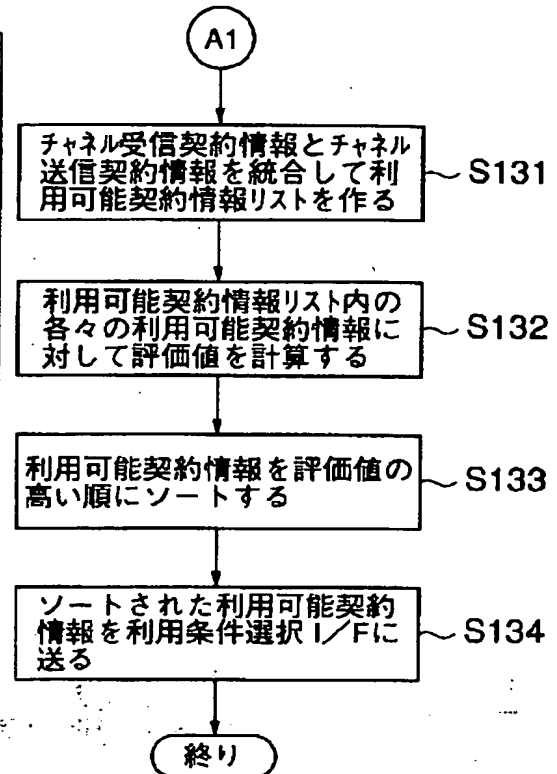 A1
チャネル受信契約情報とチャネル
送信契約情報を統合して利
用可能契約情報リストを作る
S131
利用可能契約情報リスト内の
各々の利用可能契約情報に
対して評価値を計算する
S132
利用可能契約情報を評価値の
高い順にソートする
S133
ソートされた利用可能契約
情報を利用条件選択I/Fに
送る
S134
終り